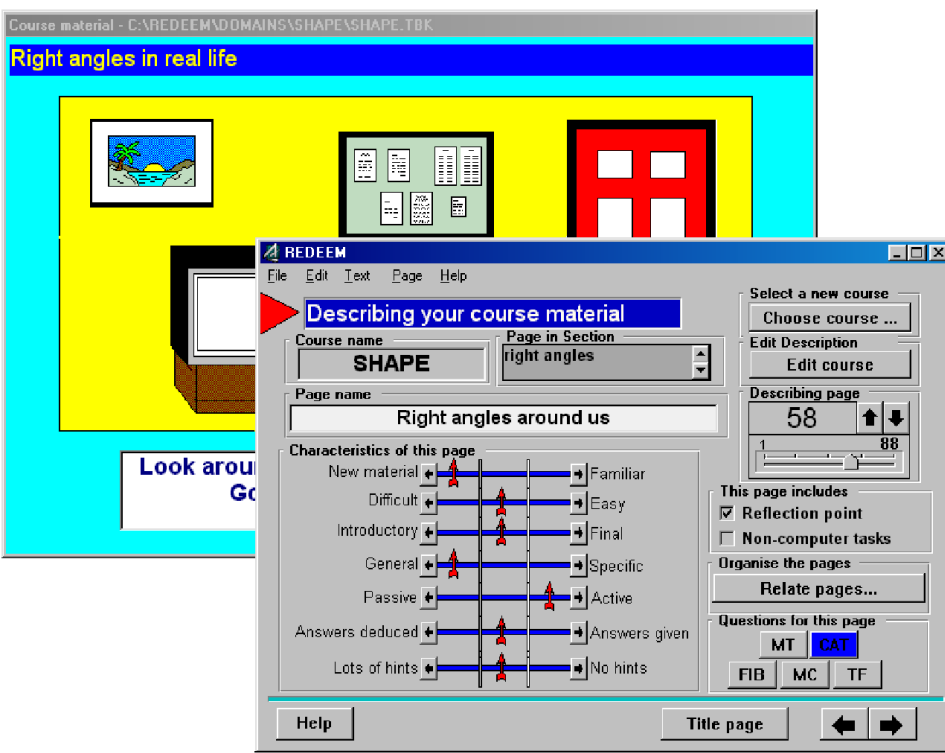 Course material - C:\REDEEM\DOMAINS\SHAPE\SHAPE.TBK
Right angles in real life
Look arou
Go
REDEEM
File Edit Text Page Help
Describing your course material
Select a new course
Choose course ...
Course name
SHAPE
Page in Section
right angles
Edit Description
Edit course
Page name
Right angles around us
Describing page
58
1 88
Characteristics of this page
New material Familiar
Difficult Easy
Introductory Final
General Specific
Passive Active
Answers deduced Answers given
Lots of hints No hints
This page includes
Reflection point
Non-computer tasks
Organise the pages
Relate pages...
Questions for this page
MT CAT
FIB MC TF
Help Title page